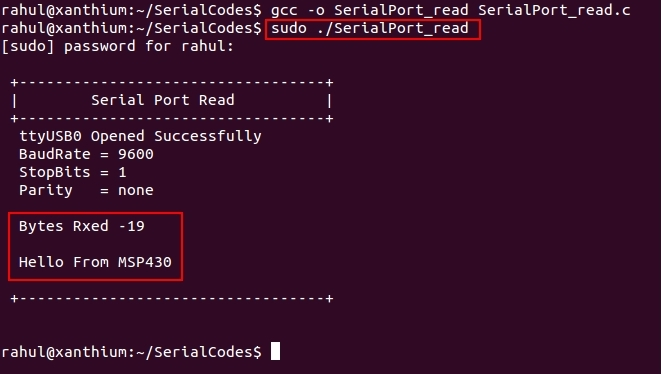 rahul@xanthium:~/SerialCodes$ gcc -o SerialPort_read SerialPort_read.c
rahul@xanthium:~/SerialCodes$ sudo ./SerialPort_read
[sudo] password for rahul:
+----------------------------------+
|        Serial Port Read          |
+----------------------------------+
ttyUSB0 Opened Successfully
BaudRate = 9600
StopBits = 1
Parity   = none
Bytes Rxed -19
Hello From MSP430
+----------------------------------+
rahul@xanthium:~/SerialCodes$